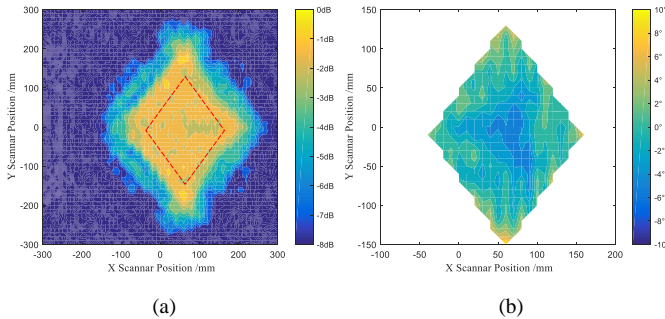 300
200
100
0
-100
-200
-300
-300 -200 -100 0 100 200 300
Y Scannar Position /mm
X Scannar Position /mm
0dB
-1dB
-2dB
-3dB
-4dB
-5dB
-6dB
-7dB
-8dB
(a)
150
100
50
0
-50
-100
-150
-100 -50 0 50 100 150 200
Y Scannar Position /mm
X Scannar Position /mm
10°
8°
6°
4°
2°
0°
-2°
-4°
-6°
-8°
-10°
(b)